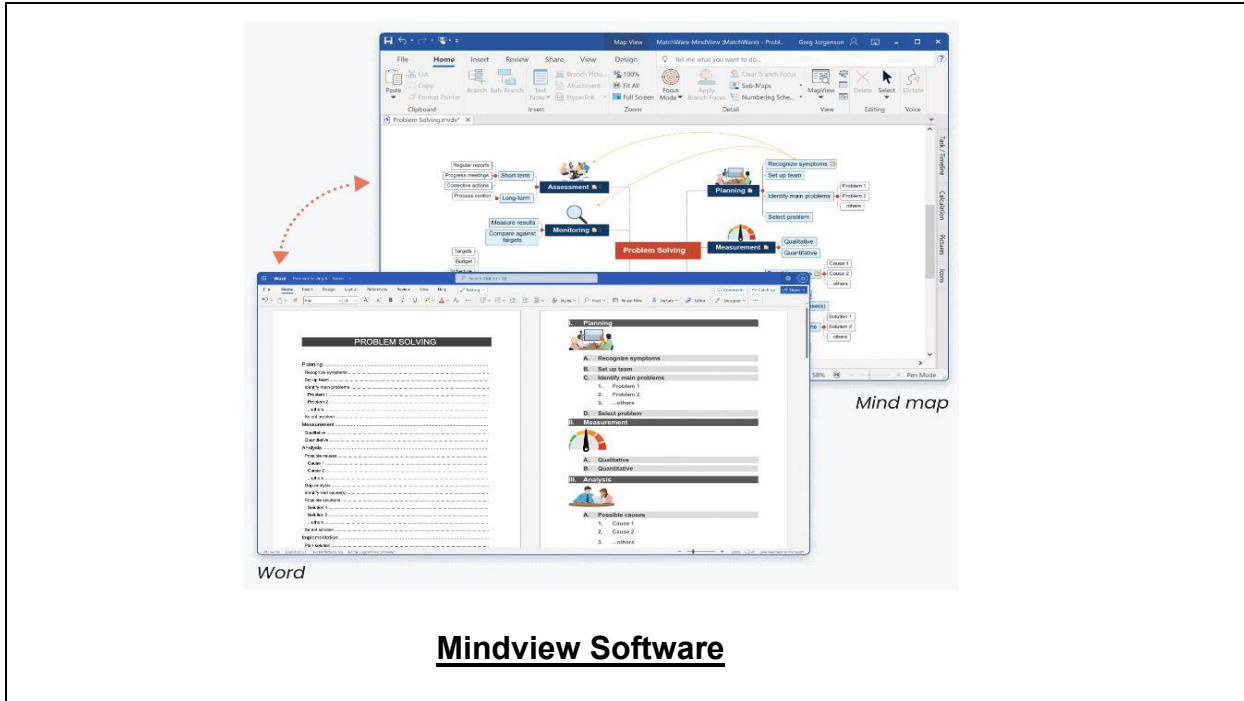 Map View MatchWare MindView (MatchWare) - Probl... Greg Jorgenson
File Home Insert Review Share View Design Tell me what you want to do...
Paste
Cut
Copy
Format Painter
Clipboard
Branch Sub-Branch
Text Note
Branch Pictu...
Attachment
Hyperlink
Insert
100%
Fit All
Full Screen
Zoom
Focus Mode
Apply Branch Focus
Clear Branch Focus
Sub-Maps
Numbering Sche...
Detail
MapView
View
Delete Select
Editing
Dictate
Voice
Problem Solving.mvdx*
Task / Timeline
Calculation
Pictures
Icons
Regular reports
Progress meetings
Corrective actions
Process control
Short-term
Long-term
Assessment
Measure results
Compare against targets
Monitoring
Targets
Budget
Schedule
Problem Solving
Planning
Recognize symptoms
Set up team
Identify main problems
Select problem
Problem 1
Problem 2
...others
Measurement
Qualitative
Quantitative
Cause 1
Cause 2
...others
Solution 1
Solution 2
...others
58%
Pen Mode
Mind map
Word
PROBLEM SOLVING
Planning
Recognize symptoms
Set up team
Identify main problems
Problem 1
Problem 2
...others
Select problem
Measurement
Qualitative
Quantitative
Analysis
Possible causes
Cause 1
Cause 2
...others
Gap analysis
Identify root cause(s)
Possible solutions
Solution 1
Solution 2
...others
Select solution
Implementation
Plan solution
I. Planning
A. Recognize symptoms
B. Set up team
C. Identify main problems
1. Problem 1
2. Problem 2
3. ...others
D. Select problem
II. Measurement
A. Qualitative
B. Quantitative
III. Analysis
A. Possible causes
1. Cause 1
2. Cause 2
3. ...others
Word
Mindview Software